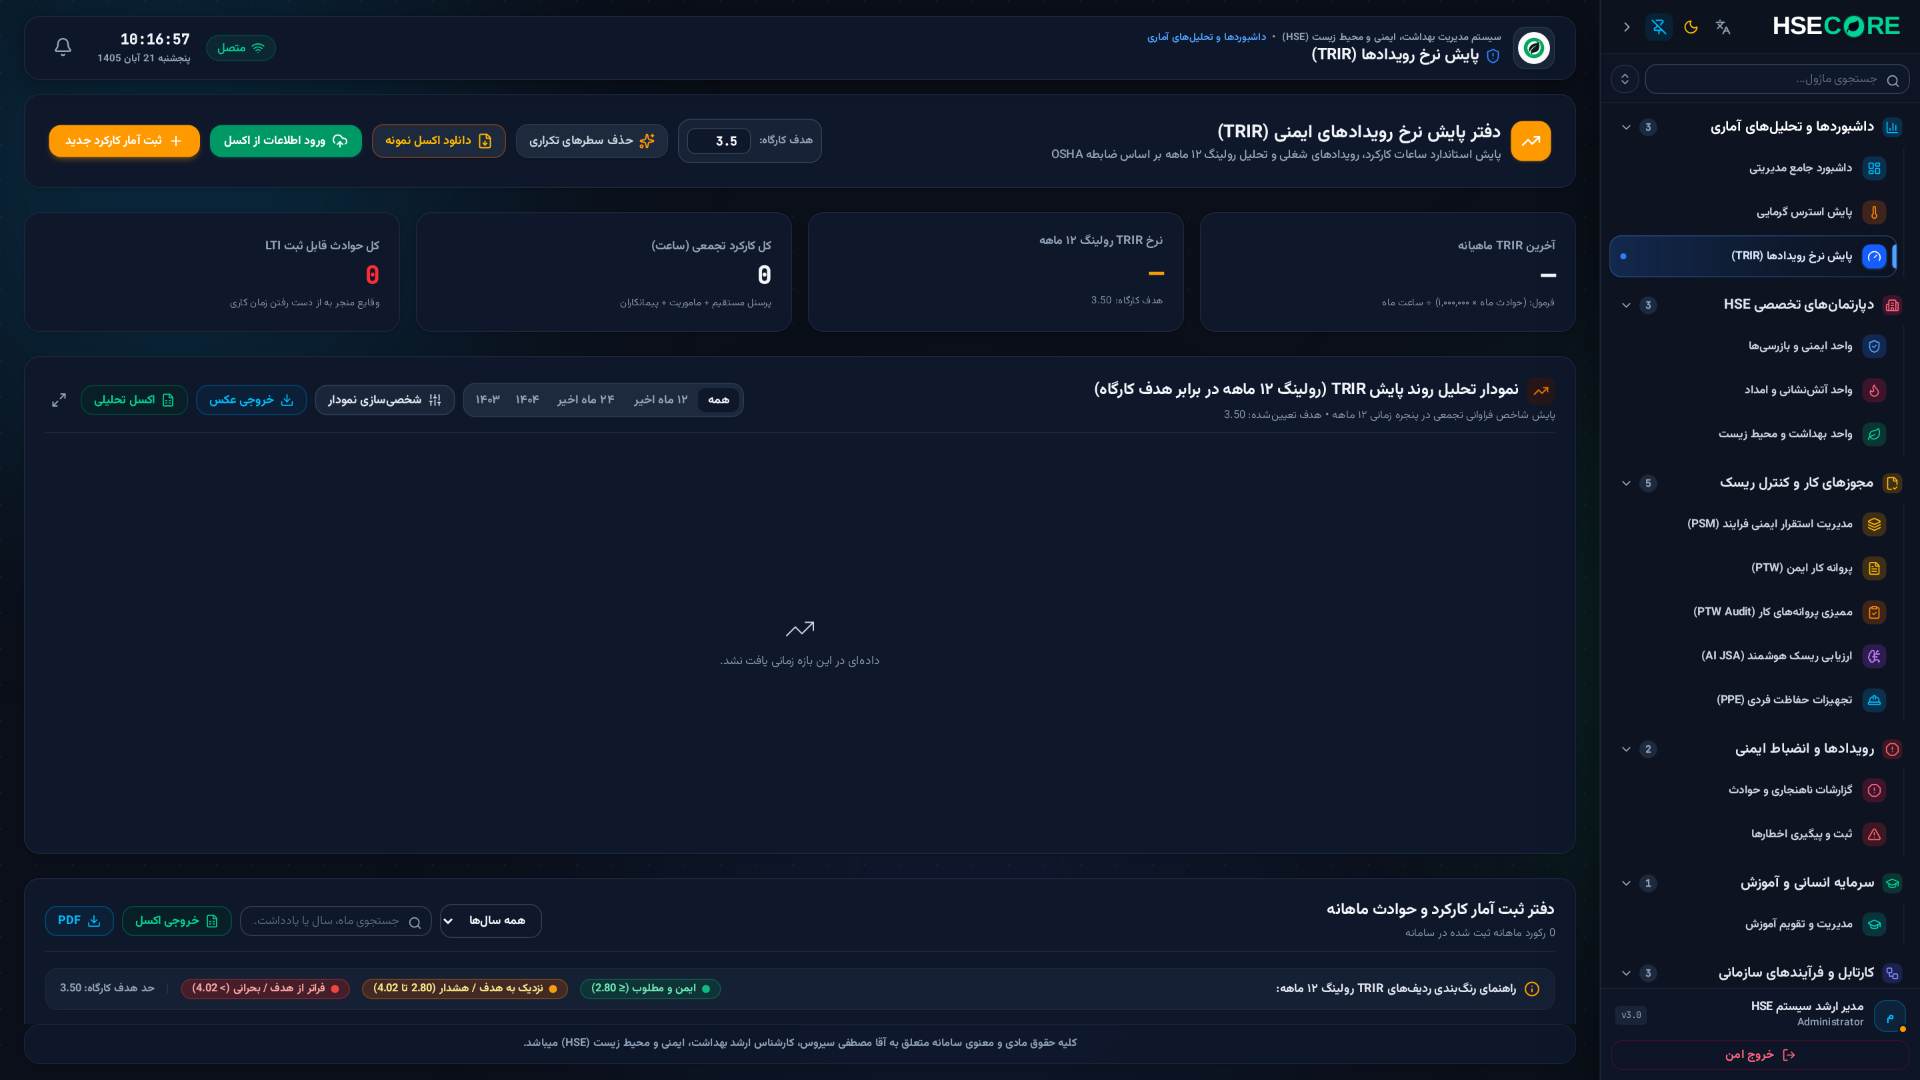 HSECORE
جستجوی ماژول...
داشبوردها و تحلیل‌های آماری
3
داشبورد جامع مدیریتی
پایش استرس گرمایی
پایش نرخ رویدادها (TRIR)
دپارتمان‌های تخصصی HSE
3
واحد ایمنی و بازرسی‌ها
واحد آتش‌نشانی و امداد
واحد بهداشت و محیط زیست
مجوزهای کار و کنترل ریسک
5
مدیریت استقرار ایمنی فرایند (PSM)
پروانه کار ایمن (PTW)
ممیزی پروانه‌های کار (PTW Audit)
ارزیابی ریسک هوشمند (AI JSA)
تجهیزات حفاظت فردی (PPE)
رویدادها و انضباط ایمنی
2
گزارشات ناهنجاری و حوادث
ثبت و پیگیری اخطارها
سرمایه انسانی و آموزش
1
مدیریت و تقویم آموزش
کارتابل و فرآیندهای سازمانی
3
م
مدیر ارشد سیستم HSE
Administrator
v3.0
خروج امن
سیستم مدیریت بهداشت، ایمنی و محیط زیست (HSE) • داشبوردها و تحلیل‌های آماری
پایش نرخ رویدادها (TRIR)
متصل
10:16:57
پنجشنبه 21 آبان 1405
دفتر پایش نرخ رویدادهای ایمنی (TRIR)
پایش استاندارد ساعات کارکرد، رویدادهای شغلی و تحلیل رولینگ ۱۲ ماهه بر اساس ضابطه OSHA
هدف کارگاه:
3.5
حذف سطرهای تکراری
دانلود اکسل نمونه
ورود اطلاعات از اکسل
ثبت آمار کارکرد جدید
آخرین TRIR ماهیانه
—
فرمول: (حوادث ماه × ۱,۰۰۰,۰۰۰) ÷ ساعت ماه
نرخ TRIR رولینگ ۱۲ ماهه
—
هدف کارگاه: 3.50
کل کارکرد تجمعی (ساعت)
0
پرسنل مستقیم + ماموریت + پیمانکاران
کل حوادث قابل ثبت LTI
0
وقایع منجر به از دست رفتن زمان کاری
نمودار تحلیل روند پایش TRIR (رولینگ ۱۲ ماهه در برابر هدف کارگاه)
پایش شاخص فراوانی تجمعی در پنجره زمانی ۱۲ ماهه • هدف تعیین‌شده: 3.50
همه
۱۲ ماه اخیر
۲۴ ماه اخیر
۱۴۰۴
۱۴۰۳
شخصی‌سازی نمودار
خروجی عکس
اکسل تحلیلی
داده‌ای در این بازه زمانی یافت نشد.
دفتر ثبت آمار کارکرد و حوادث ماهانه
0 رکورد ماهانه ثبت شده در سامانه
همه سال‌ها
جستجوی ماه، سال یا یادداشت.
خروجی اکسل
PDF
راهنمای رنگ‌بندی ردیف‌های TRIR رولینگ ۱۲ ماهه:
ایمن و مطلوب (≤ 2.80)
نزدیک به هدف / هشدار (2.80 تا 4.02)
فراتر از هدف / بحرانی (> 4.02)
حد هدف کارگاه: 3.50
کلیه حقوق مادی و معنوی سامانه متعلق به آقا مصطفی سیروس، کارشناس ارشد بهداشت، ایمنی و محیط زیست (HSE) میباشد.